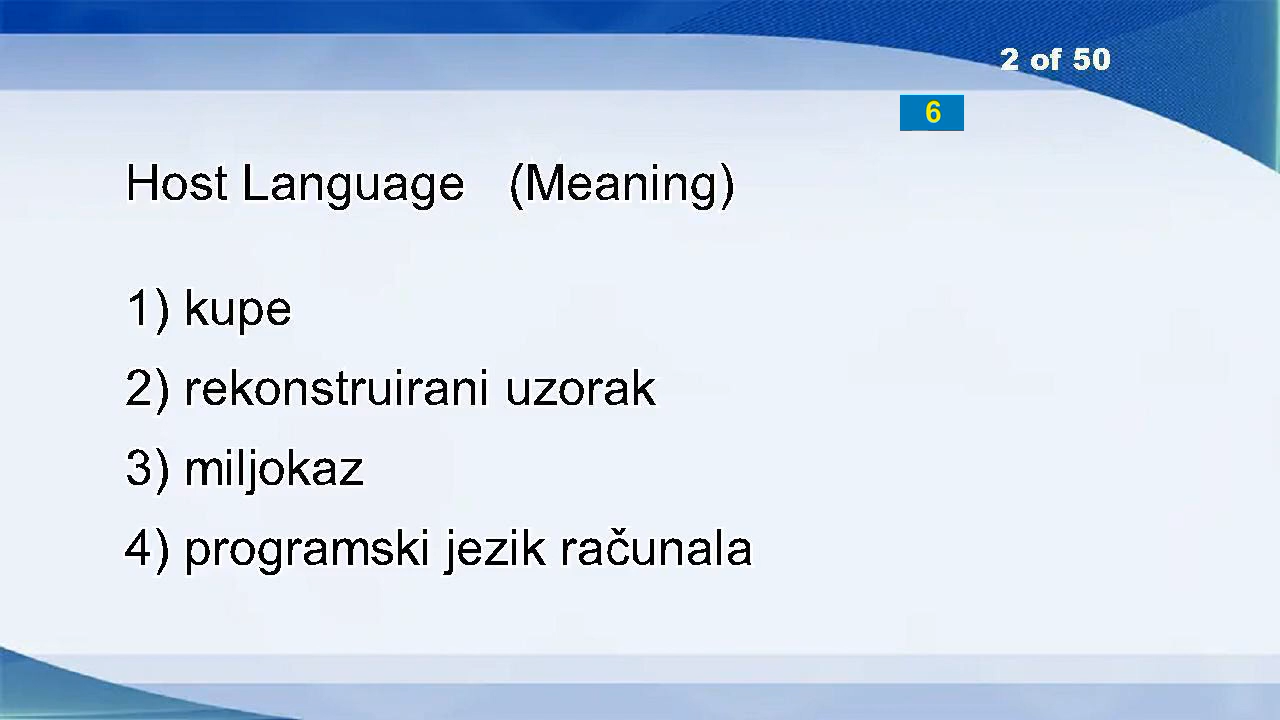 2 of 50
6
Host Language (Meaning)
1) kupe
2) rekonstruirani uzorak
3) miljokaz
4) programski jezik računala